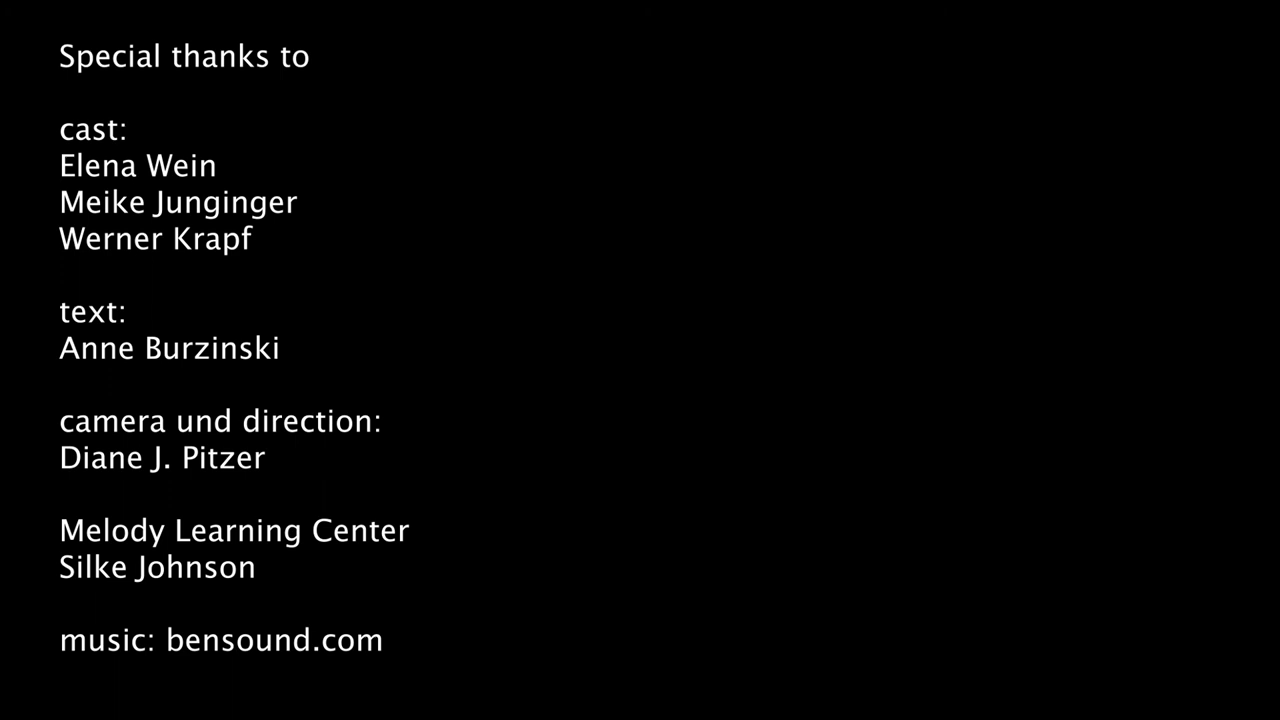 Special thanks to
cast:
Elena Wein
Meike Junginger
Werner Krapf
text:
Anne Burzinski
camera und direction:
Diane J. Pitzer
Melody Learning Center
Silke Johnson
music: bensound.com